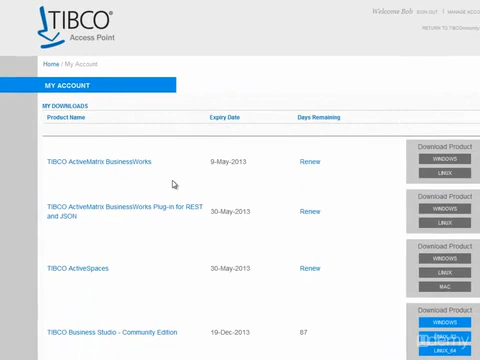 TIBCO®
Access Point
Welcome Bob SIGN OUT | MANAGE ACCO
RETURN TO TIBCOmmunity
Home / My Account
MY ACCOUNT
MY DOWNLOADS
Product Name Expiry Date Days Remaining
Download Product
TIBCO ActiveMatrix BusinessWorks 9-May-2013 Renew
WINDOWS
LINUX
Download Product
TIBCO ActiveMatrix BusinessWorks Plug-in for REST
and JSON
30-May-2013 Renew
WINDOWS
LINUX
Download Product
TIBCO ActiveSpaces 30-May-2013 Renew
WINDOWS
LINUX
MAC
Download Product
TIBCO Business Studio - Community Edition 19-Dec-2013 87
WINDOWS
LINUX_64
udemy